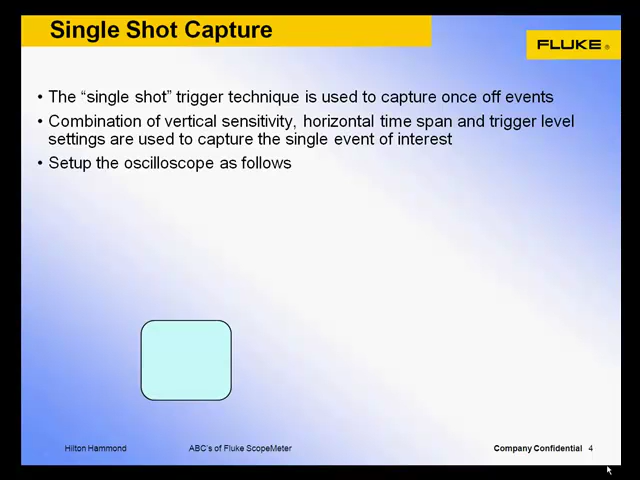 Single Shot Capture
FLUKE ®
• The “single shot” trigger technique is used to capture once off events
• Combination of vertical sensitivity, horizontal time span and trigger level
settings are used to capture the single event of interest
• Setup the oscilloscope as follows
Hilton Hammond ABC's of Fluke ScopeMeter Company Confidential 4